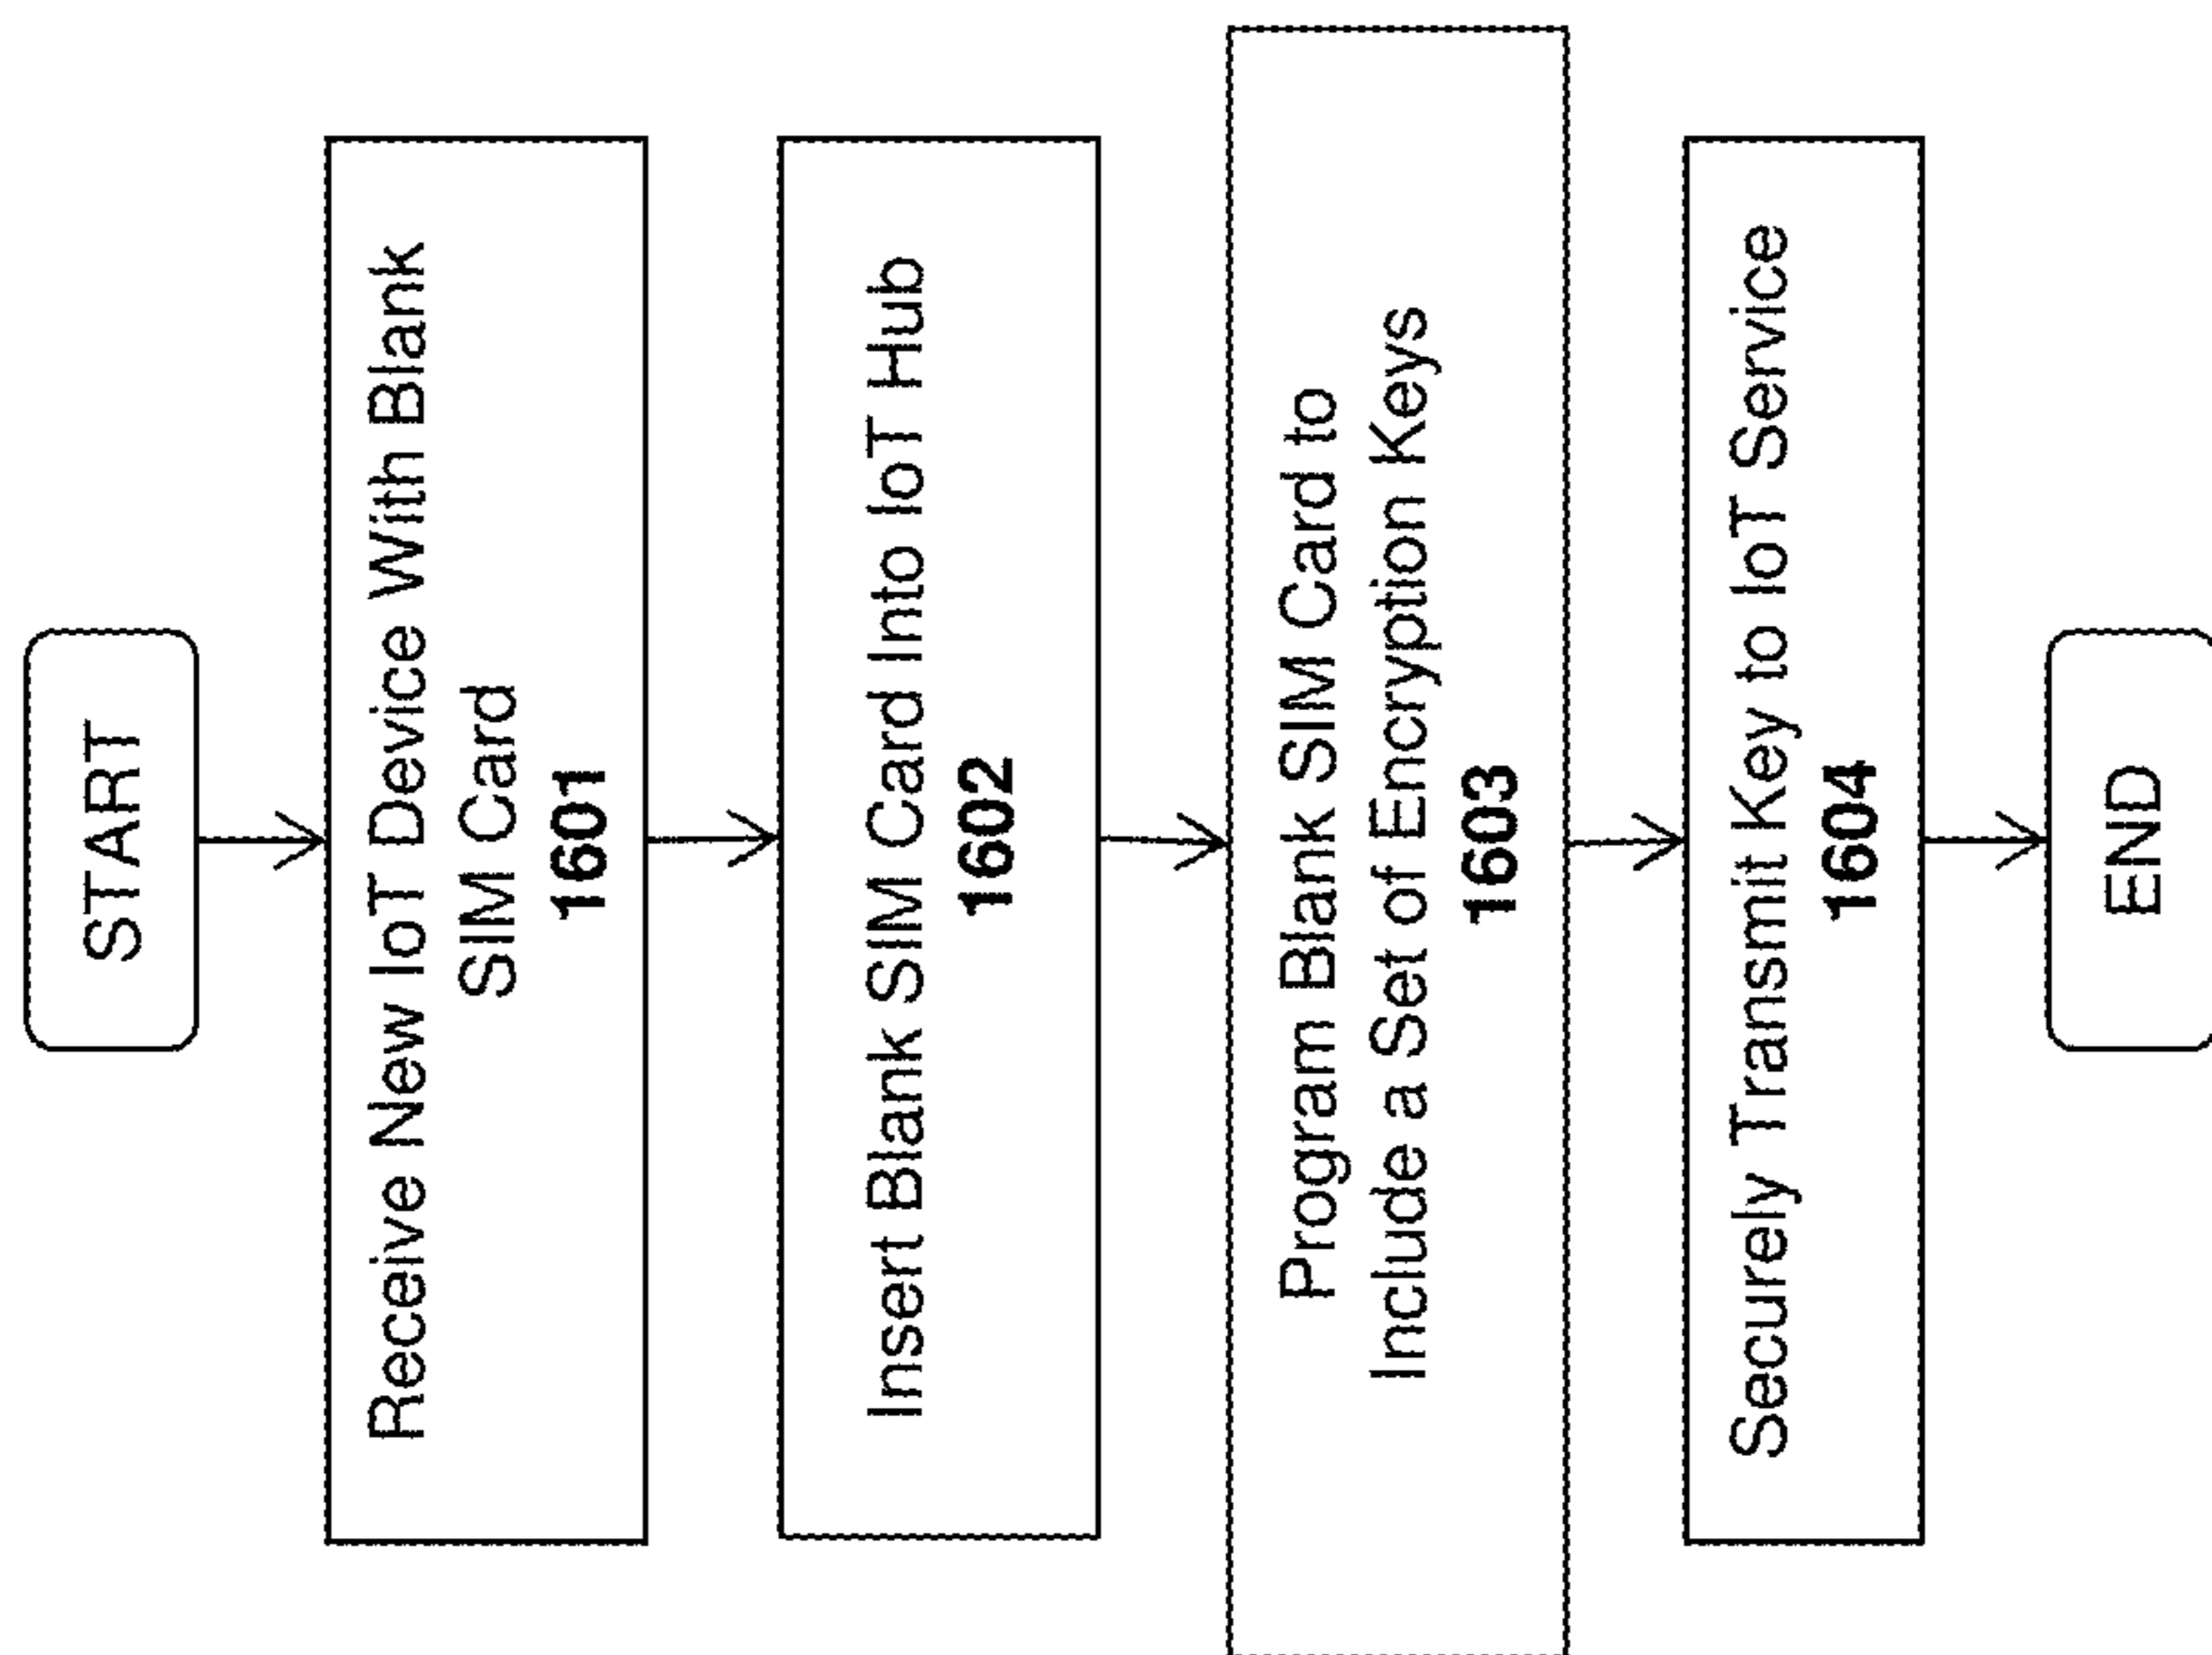 START
Receive New IoT Device With Blank
SIM Card
1601
Insert Blank SIM Card Into IoT Hub
1602
Program Blank SIM Card to
Include a Set of Encryption Keys
1603
Securely Transmit Key to IoT Service
1604
END